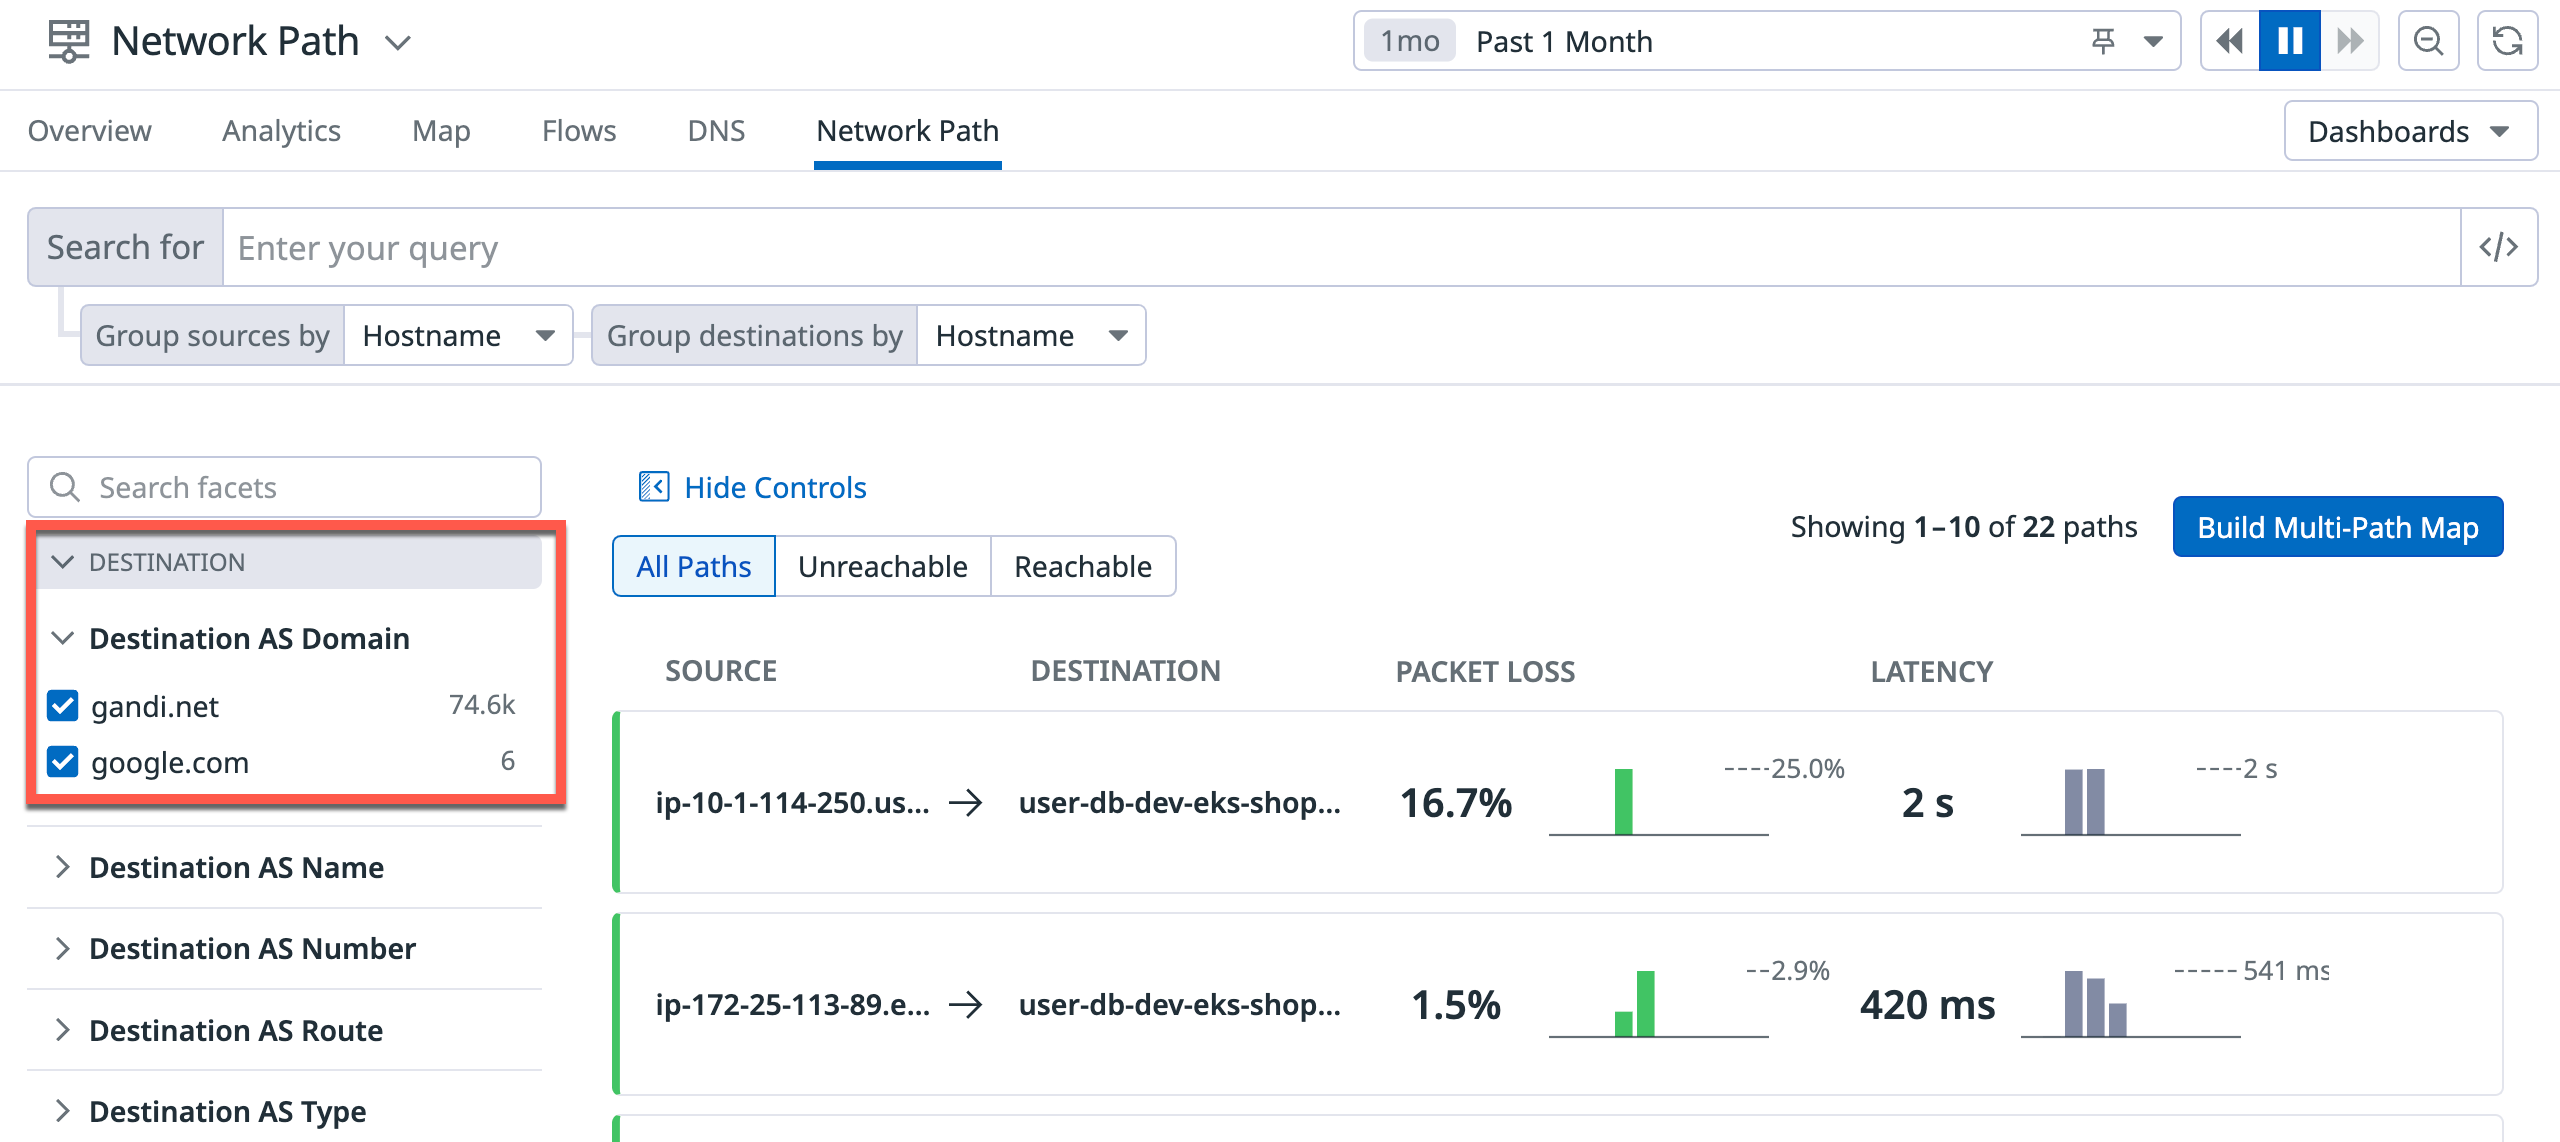 Network Path
1mo Past 1 Month
Overview Analytics Map Flows DNS Network Path
Dashboards
Search for Enter your query
</>
Group sources by Hostname Group destinations by Hostname
Search facets
DESTINATION
Destination AS Domain
gandi.net 74.6k
google.com 6
Destination AS Name
Destination AS Number
Destination AS Route
Destination AS Type
Hide Controls
All Paths Unreachable Reachable
Showing 1–10 of 22 paths
Build Multi-Path Map
SOURCE DESTINATION PACKET LOSS LATENCY
ip-10-1-114-250.us... → user-db-dev-eks-shop... 16.7% 25.0% 2 s 2 s
ip-172-25-113-89.e... → user-db-dev-eks-shop... 1.5% 2.9% 420 ms 541 ms